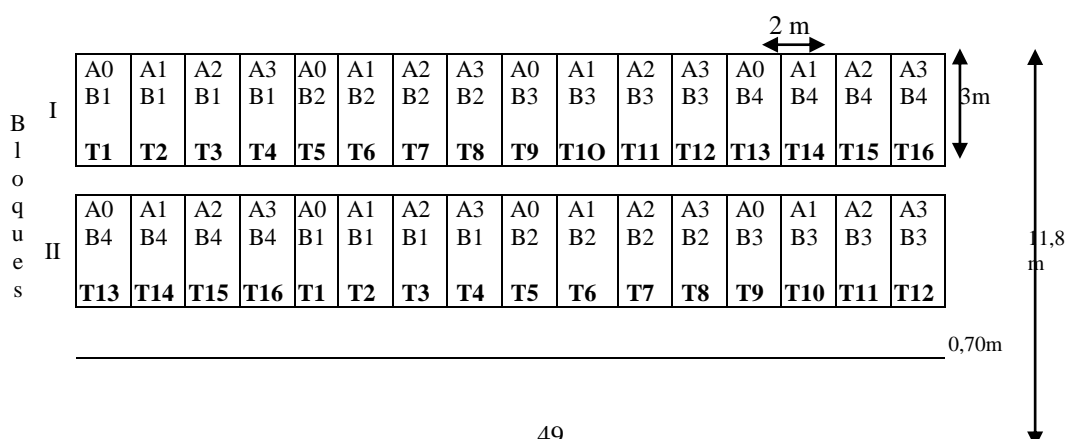 2 m
A0 A1 A2 A3 A0 A1 A2 A3 A0 A1 A2 A3 A0 A1 A2 A3
B1 B1 B1 B1 B2 B2 B2 B2 B3 B3 B3 B3 B4 B4 B4 B4
3m
I
T1 T2 T3 T4 T5 T6 T7 T8 T9 T1O T11 T12 T13 T14 T15 T16
Bloques
A0 A1 A2 A3 A0 A1 A2 A3 A0 A1 A2 A3 A0 A1 A2 A3
B4 B4 B4 B4 B1 B1 B1 B1 B2 B2 B2 B2 B3 B3 B3 B3
II
11,8
m
T13 T14 T15 T16 T1 T2 T3 T4 T5 T6 T7 T8 T9 T10 T11 T12
0,70m
49